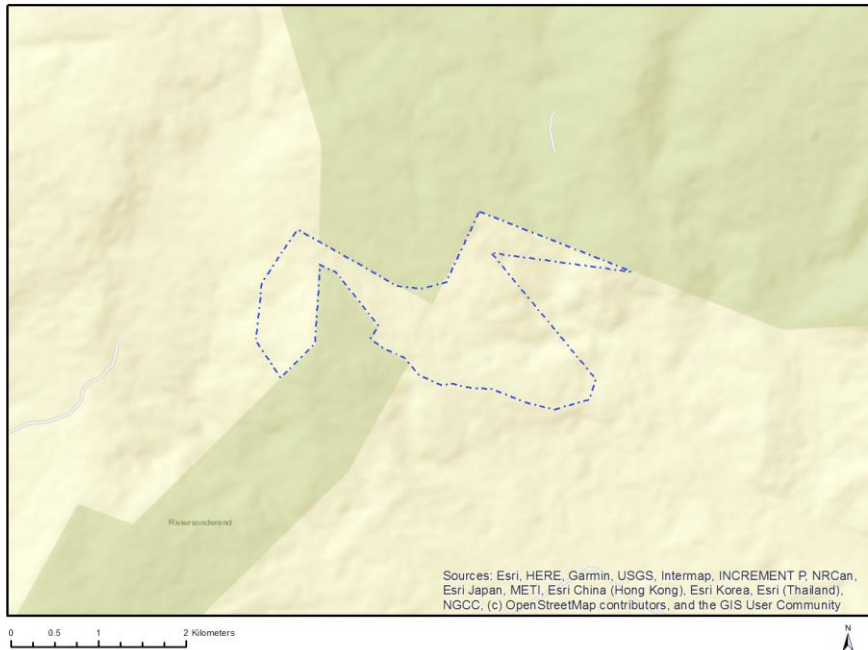 Riviersonderend
Sources: Esri, HERE, Garmin, USGS, Intermap, INCREMENT P, NRCan,
Esri Japan, METI, Esri China (Hong Kong), Esri Korea, Esri (Thailand),
NGCC, (c) OpenStreetMap contributors, and the GIS User Community
0 0.5 1 2 Kilometers
N